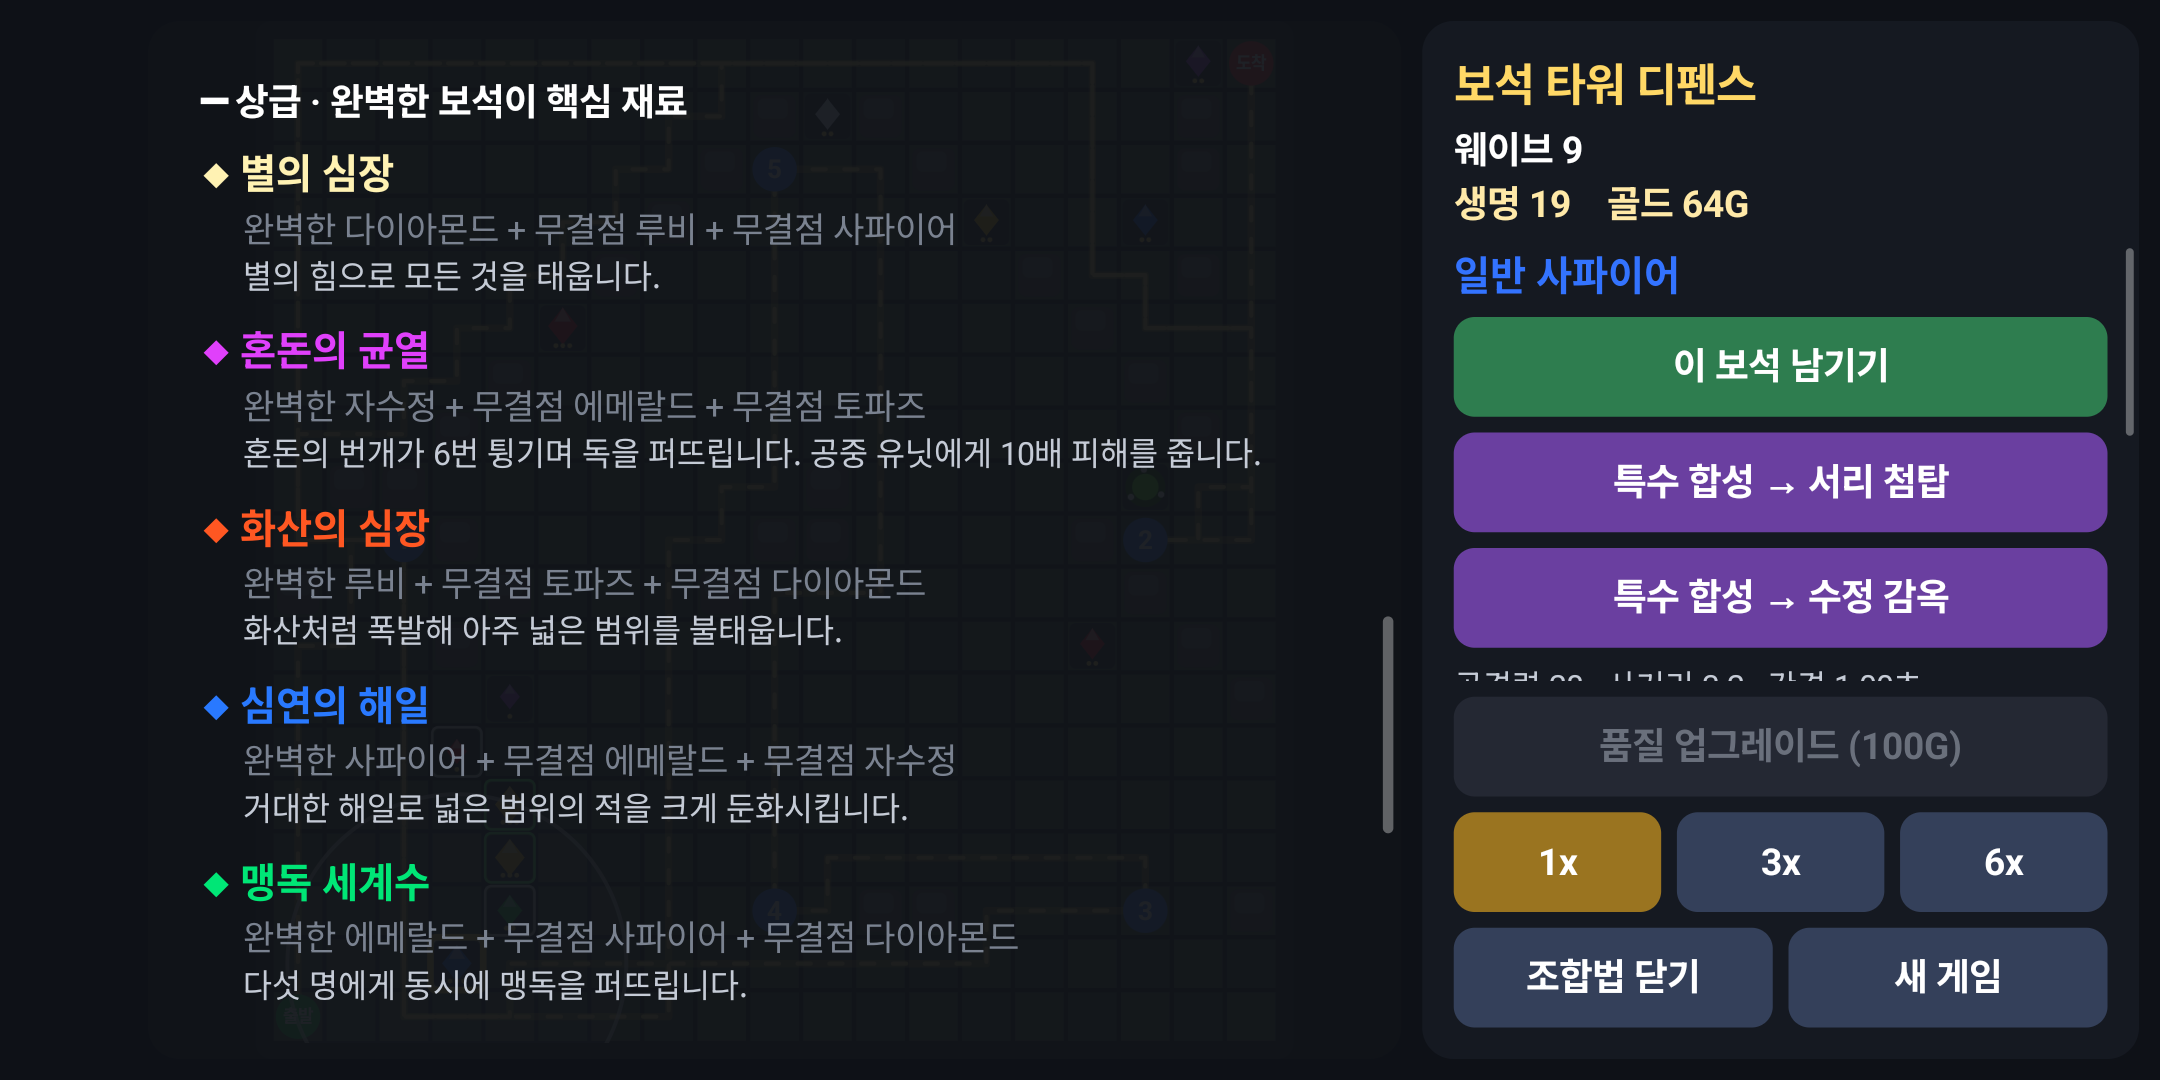 ━ 상급 · 완벽한 보석이 핵심 재료
◆ 별의 심장
완벽한 다이아몬드 + 무결점 루비 + 무결점 사파이어
별의 힘으로 모든 것을 태웁니다.
◆ 혼돈의 균열
완벽한 자수정 + 무결점 에메랄드 + 무결점 토파즈
혼돈의 번개가 6번 튕기며 독을 퍼뜨립니다. 공중 유닛에게 10배 피해를 줍니다.
◆ 화산의 심장
완벽한 루비 + 무결점 토파즈 + 무결점 다이아몬드
화산처럼 폭발해 아주 넓은 범위를 불태웁니다.
◆ 심연의 해일
완벽한 사파이어 + 무결점 에메랄드 + 무결점 자수정
거대한 해일로 넓은 범위의 적을 크게 둔화시킵니다.
◆ 맹독 세계수
완벽한 에메랄드 + 무결점 사파이어 + 무결점 다이아몬드
다섯 명에게 동시에 맹독을 퍼뜨립니다.
도착
5
2
4
3
보석 타워 디펜스
웨이브 9
생명 19 골드 64G
일반 사파이어
이 보석 남기기
특수 합성 → 서리 첨탑
특수 합성 → 수정 감옥
품질 업그레이드 (100G)
1x
3x
6x
조합법 닫기
새 게임